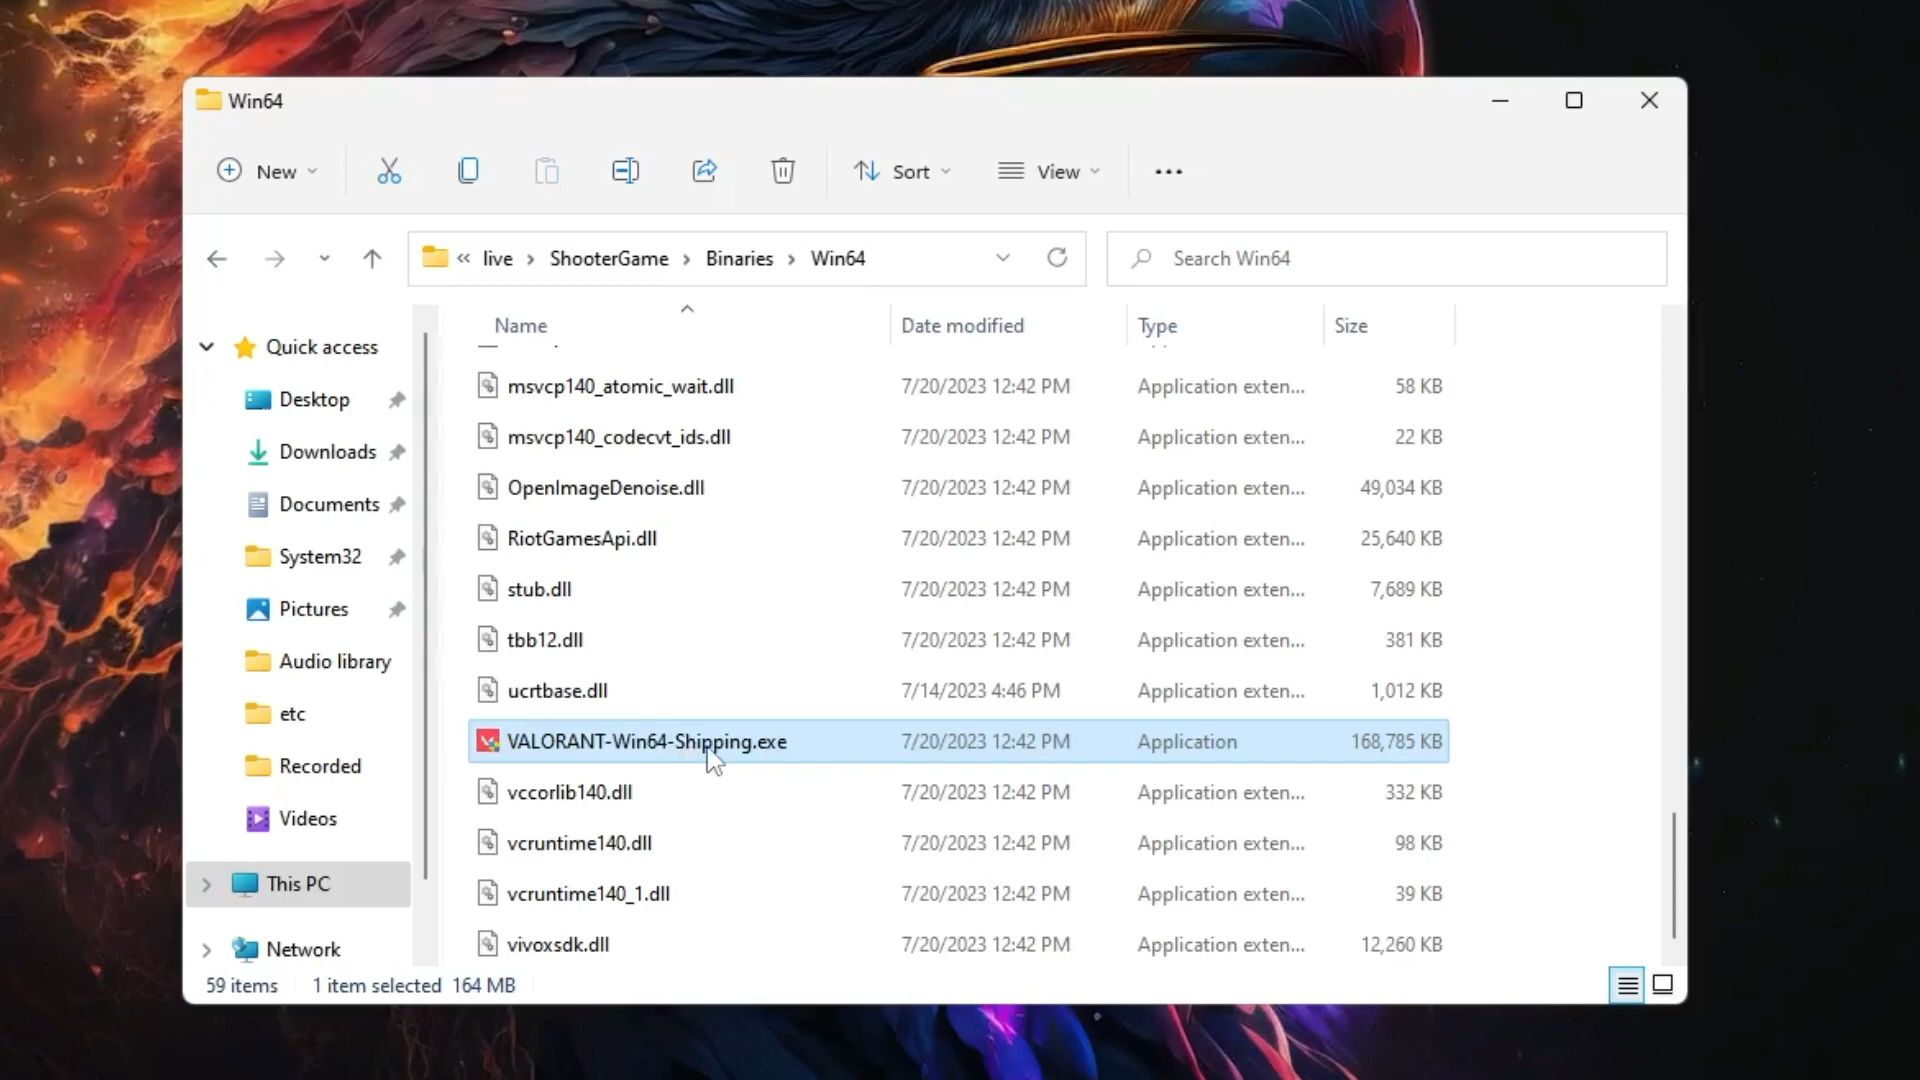 Win64
New
Sort
View
« live › ShooterGame › Binaries › Win64
Search Win64
Quick access
Desktop
Downloads
Documents
System32
Pictures
Audio library
etc
Recorded
Videos
This PC
Network
Name Date modified Type Size
msvcp140_atomic_wait.dll 7/20/2023 12:42 PM Application exten... 58 KB
msvcp140_codecvt_ids.dll 7/20/2023 12:42 PM Application exten... 22 KB
OpenImageDenoise.dll 7/20/2023 12:42 PM Application exten... 49,034 KB
RiotGamesApi.dll 7/20/2023 12:42 PM Application exten... 25,640 KB
stub.dll 7/20/2023 12:42 PM Application exten... 7,689 KB
tbb12.dll 7/20/2023 12:42 PM Application exten... 381 KB
ucrtbase.dll 7/14/2023 4:46 PM Application exten... 1,012 KB
VALORANT-Win64-Shipping.exe 7/20/2023 12:42 PM Application 168,785 KB
vccorlib140.dll 7/20/2023 12:42 PM Application exten... 332 KB
vcruntime140.dll 7/20/2023 12:42 PM Application exten... 98 KB
vcruntime140_1.dll 7/20/2023 12:42 PM Application exten... 39 KB
vivoxsdk.dll 7/20/2023 12:42 PM Application exten... 12,260 KB
59 items 1 item selected 164 MB